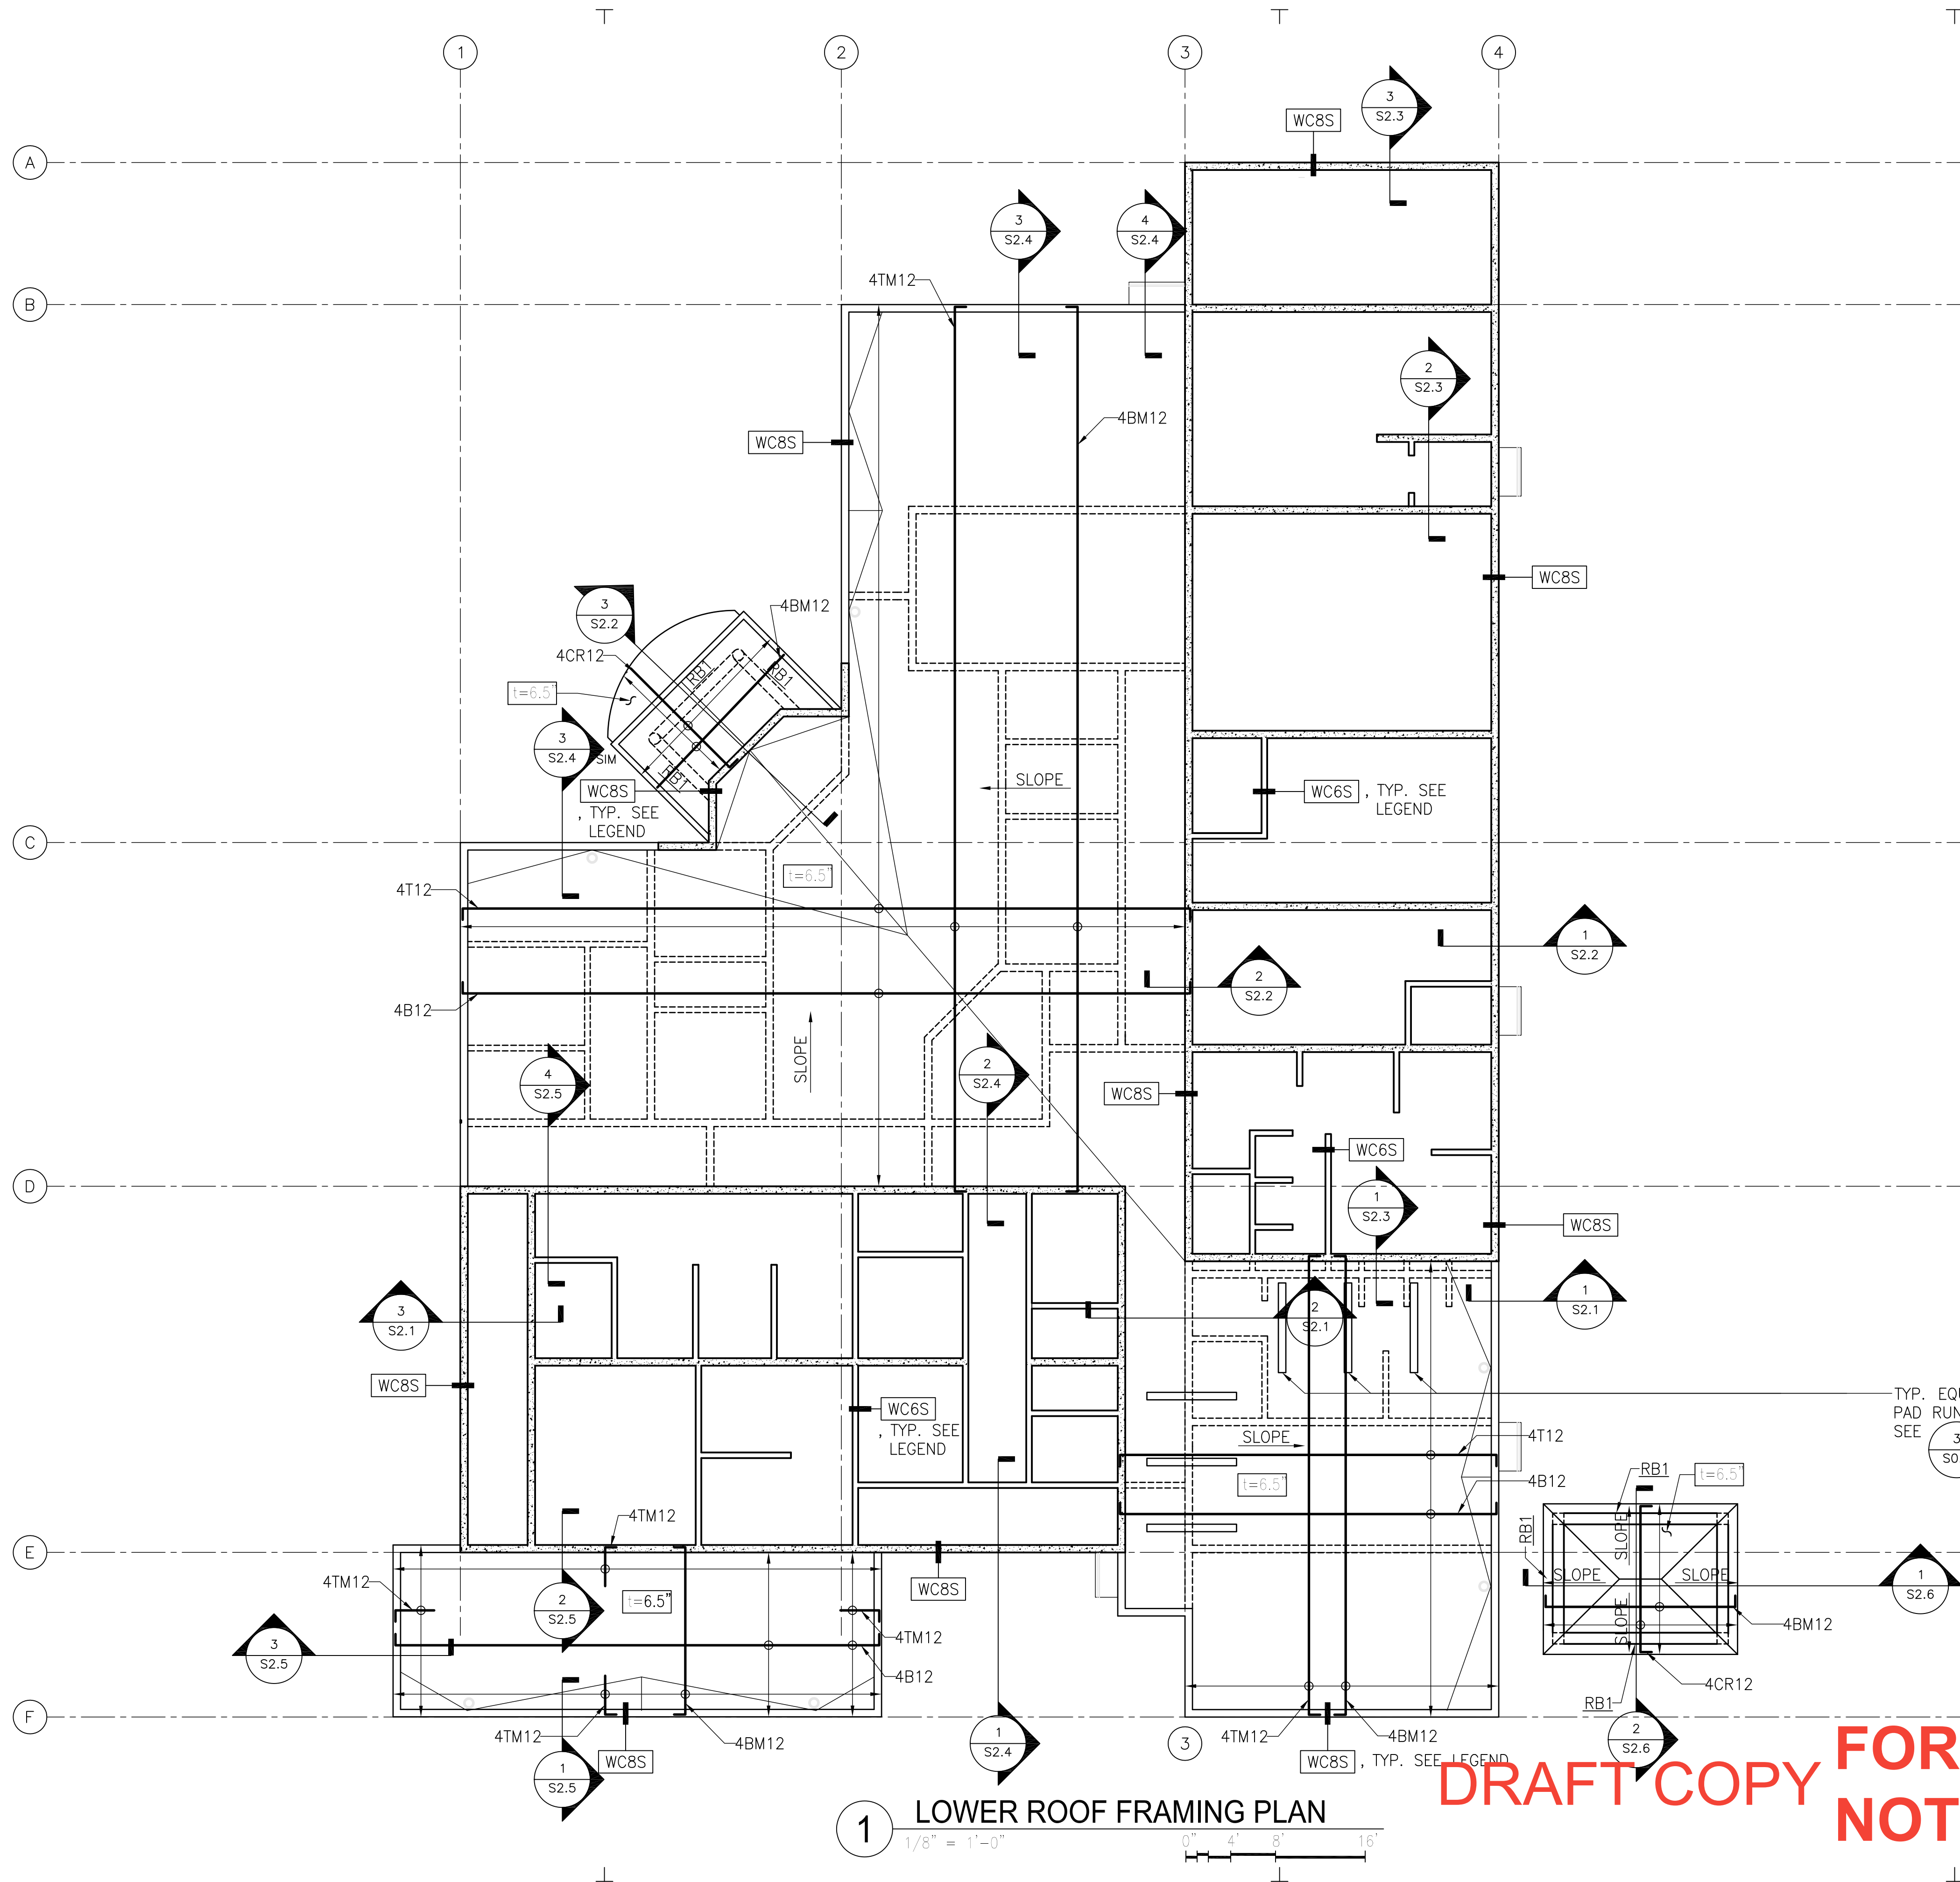 1
2
3
4
3
S2.3
WC8S
A
3
S2.4
4
S2.4
4TM12
B
2
S2.3
4BM12
WC8S
WC8S
3
S2.2
4BM12
4CR12
RB1
RB1
t=6.5"
3
S2.4
SIM
RB1
WC8S
, TYP. SEE
LEGEND
SLOPE
WC6S , TYP. SEE
LEGEND
C
t=6.5"
4T12
1
S2.2
2
S2.2
4B12
SLOPE
4
S2.5
2
S2.4
WC8S
WC6S
D
1
S2.3
WC8S
3
S2.1
2
S2.1
1
S2.1
WC8S
TYP.
PAD
SEE
3
WC6S
, TYP. SEE
LEGEND
SLOPE
4T12
4B12
t=6.5"
RB1
t=6.5"
4TM12
RB1
SLOPE
E
4TM12
WC8S
SLOPE
SLOPE
1
S2.6
2
S2.5
t=6.5"
4TM12
SLOPE
4BM12
3
S2.5
4B12
4CR12
RB1
F
4TM12
4BM12
WC8S
1
S2.5
1
S2.4
3
4TM12
4BM12
WC8S , TYP. SEE LEGEND
2
S2.6
DRAFT COPY
FOR
NOT
1
LOWER ROOF FRAMING PLAN
1/8" = 1'-0"
0" 4' 8' 16'